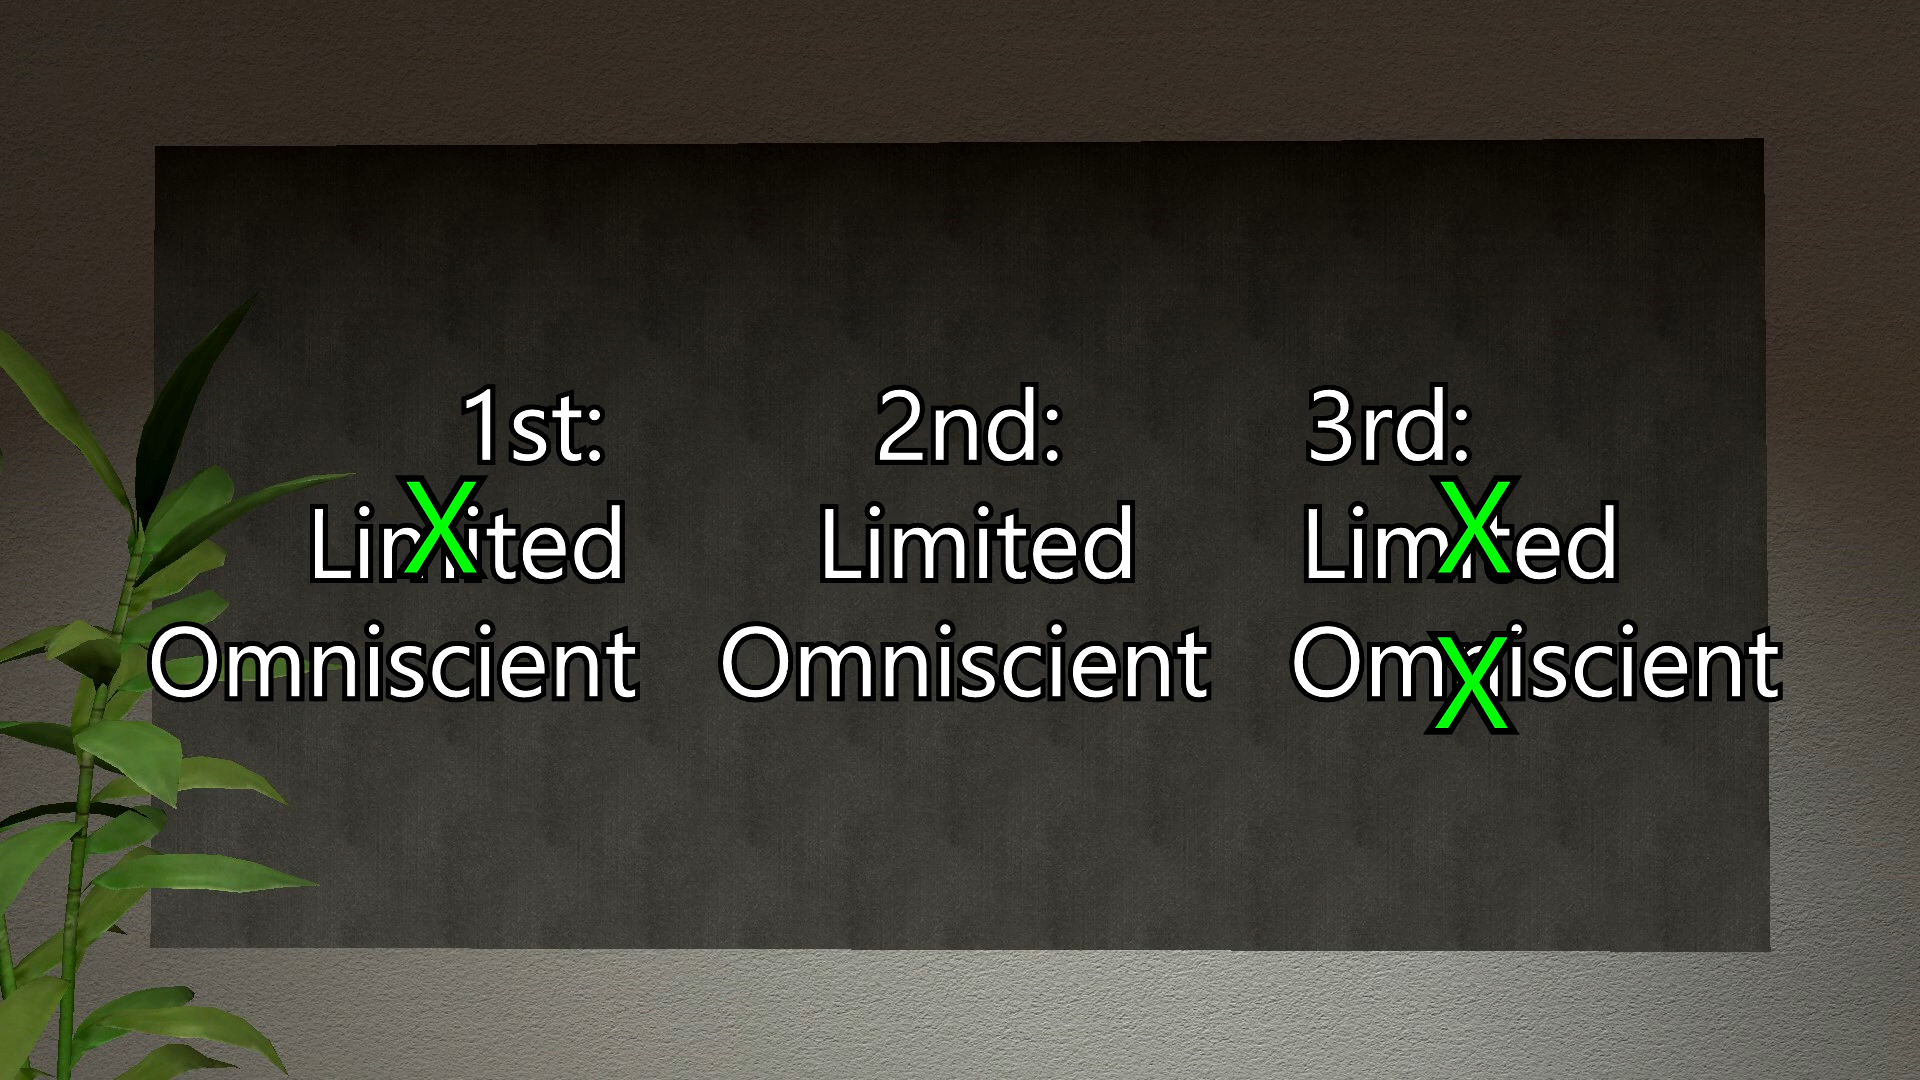 1st: 2nd: 3rd:
X X
Limited Limited Limited
Omniscient Omniscient Omniscient
X